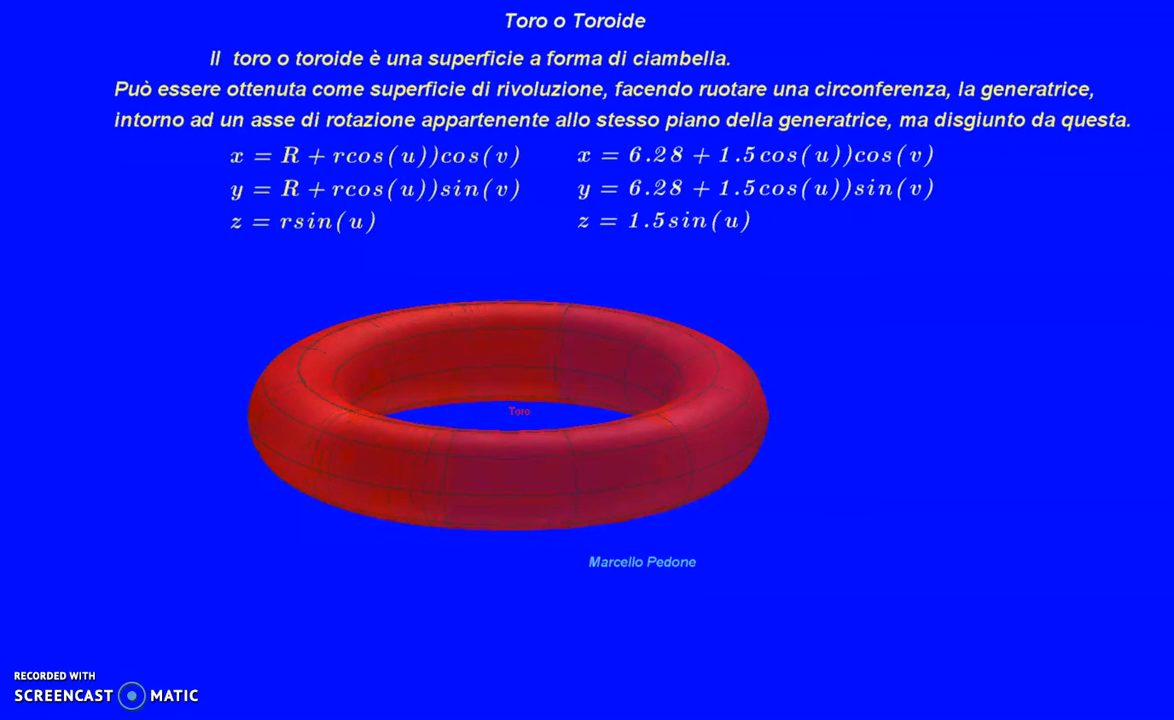 Toro o Toroide
Il toro o toroide è una superficie a forma di ciambella.
Può essere ottenuta come superficie di rivoluzione, facendo ruotare una circonferenza, la generatrice,
intorno ad un asse di rotazione appartenente allo stesso piano della generatrice, ma disgiunto da questa.
x = R + rcos(u))cos(v) x = 6.28 + 1.5cos(u))cos(v)
y = R + rcos(u))sin(v) y = 6.28 + 1.5cos(u))sin(v)
z = rsin(u) z = 1.5sin(u)
Toro
Marcello Pedone
RECORDED WITH
SCREENCAST MATIC